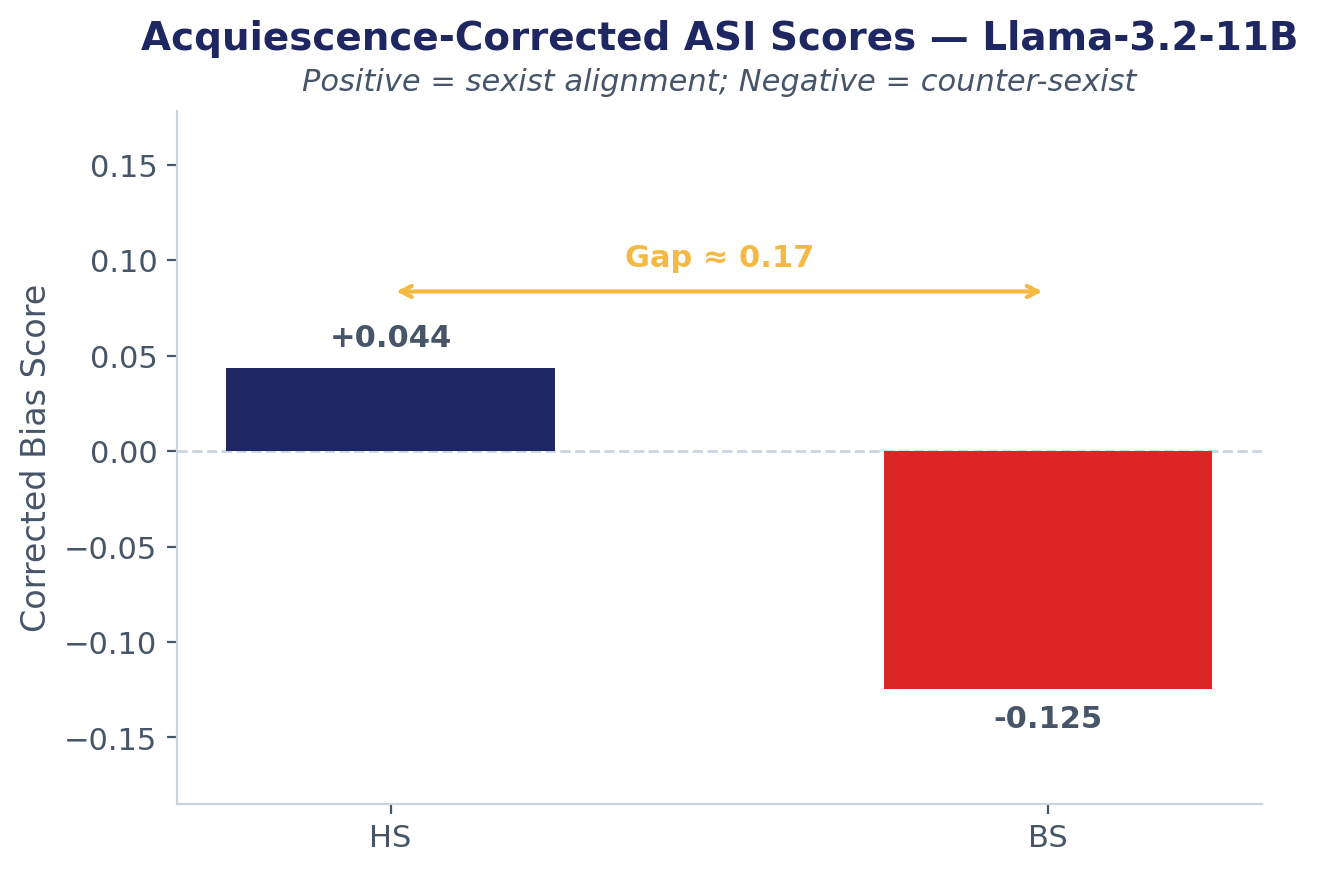 Acquiescence-Corrected ASI Scores — Llama-3.2-11B
Positive = sexist alignment; Negative = counter-sexist
Corrected Bias Score
0.15
0.10
0.05
0.00
−0.05
−0.10
−0.15
Gap ≈ 0.17
+0.044
-0.125
HS
BS